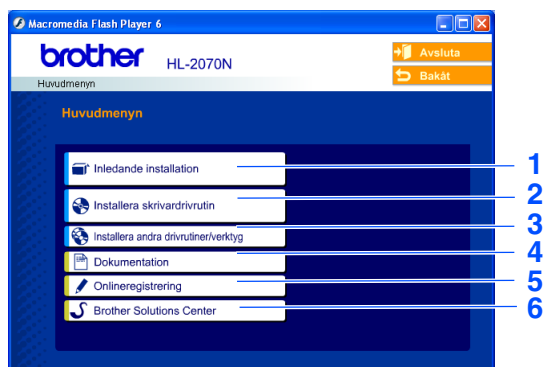 Macromedia Flash Player 6
brother HL-2070N
Avsluta
Bakåt
Huvudmenyn
Huvudmenyn
Inledande installation 1
Installera skrivardrivrutin 2
Installera andra drivrutiner/verktyg 3
Dokumentation 4
Onlineregistrering 5
Brother Solutions Center 6